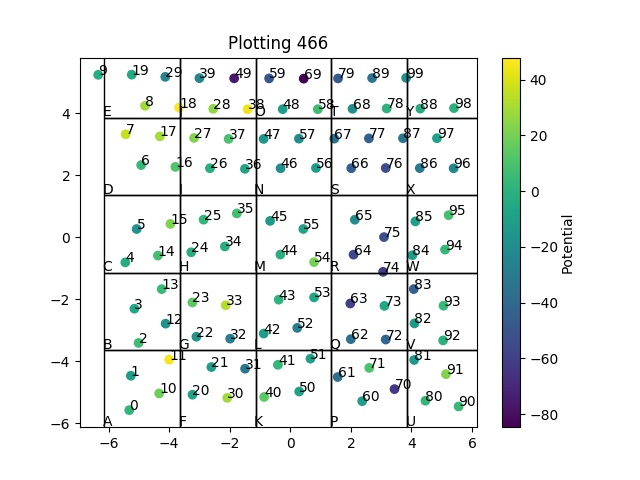 Plotting 466
9 19 29 39 49 59 69 79 89 99
E 8 18 28 38 O 48 58 T 68 78 Y 88 98
7 17 27 37 47 57 67 77 87 97
6 16 26 36 46 56 66 76 86 96
D I N S X
5 15 25 35 45 55 65 75 85 95
4 14 24 34 44 54 64 74 84 94
C H M R W
3 13 23 33 43 53 63 73 83 93
2 12 22 32 42 52 62 72 82 92
B G L Q V
1 11 21 31 41 51 61 71 81 91
0 10 20 30 40 50 60 70 80 90
A F K P U
4
2
0
−2
−4
−6
−6 −4 −2 0 2 4 6
40
20
0
−20
−40
−60
−80
Potential